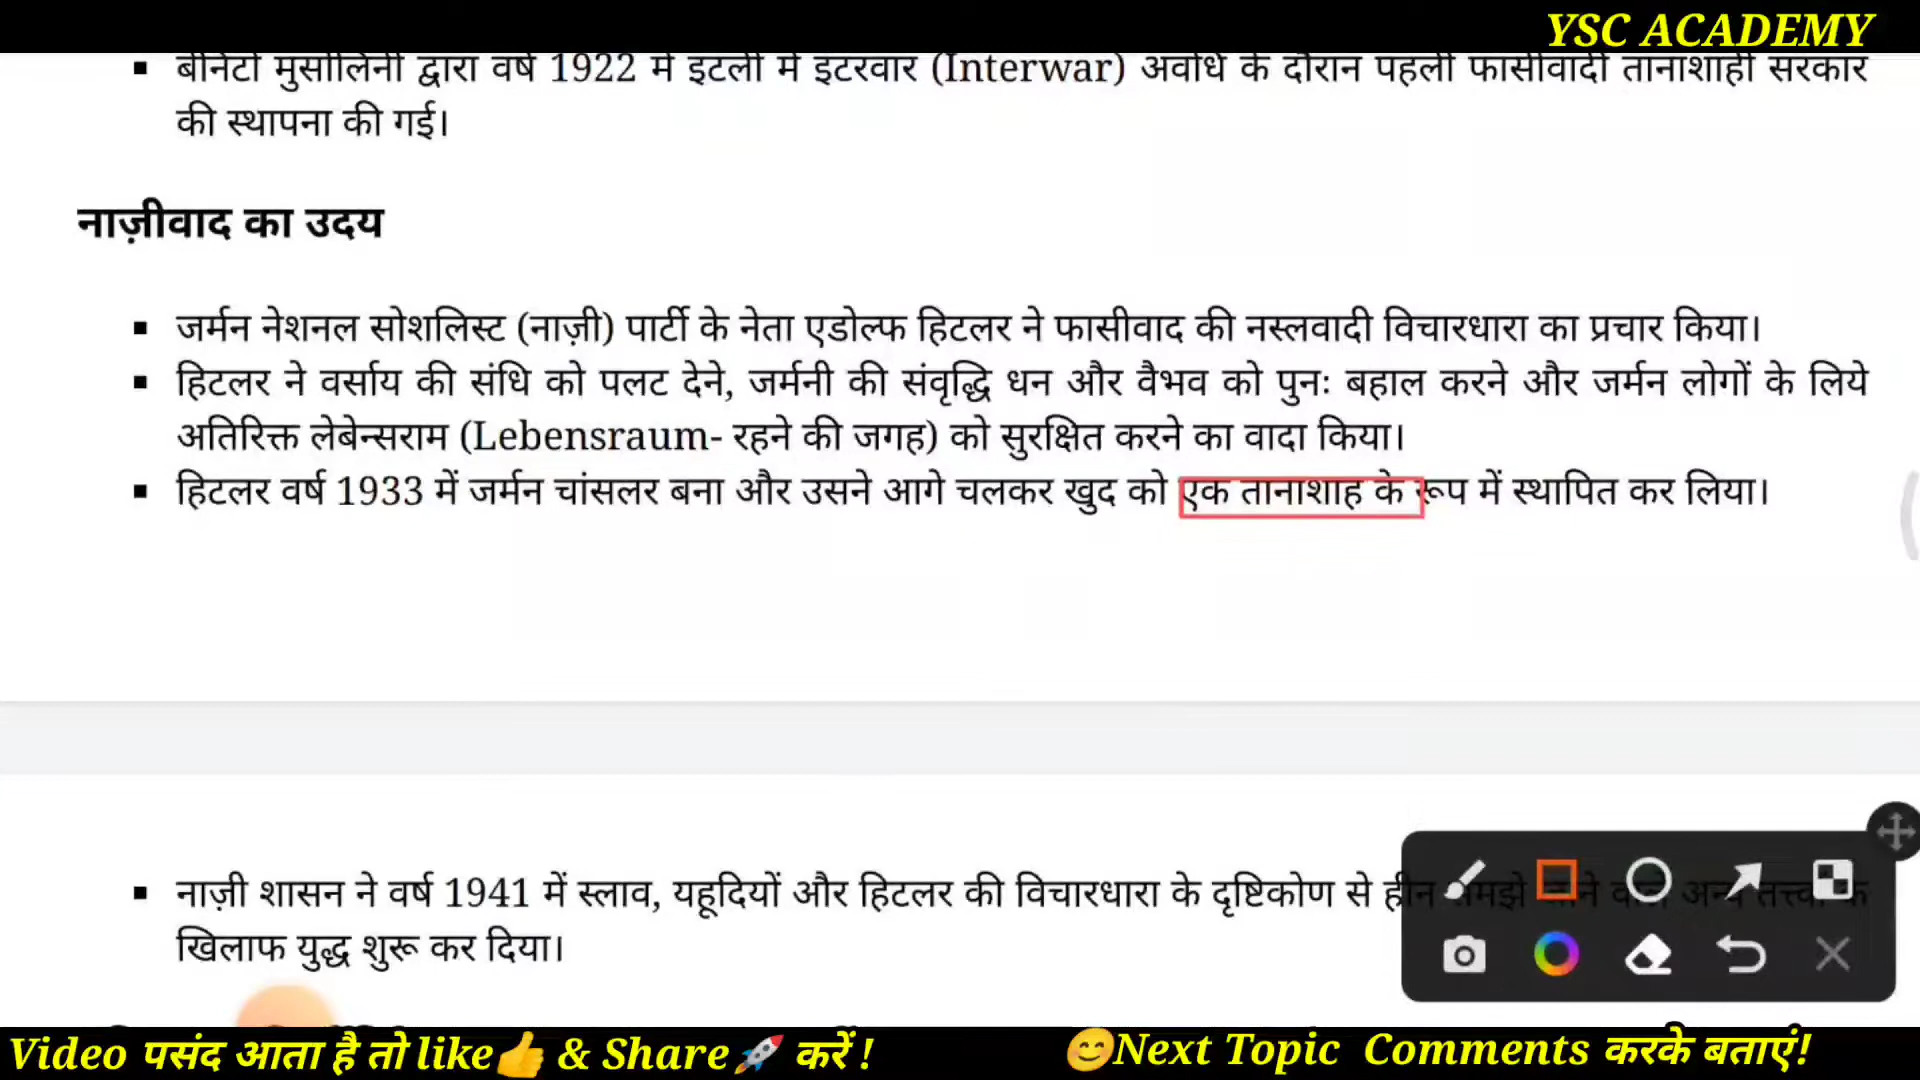 YSC ACADEMY
▪ बेनिटो मुसोलिनी द्वारा वर्ष 1922 में इटली में इंटरवार (Interwar) अवधि के दौरान पहली फासीवादी तानाशाही सरकार
की स्थापना की गई।
नाज़ीवाद का उदय
▪ जर्मन नेशनल सोशलिस्ट (नाज़ी) पार्टी के नेता एडोल्फ हिटलर ने फासीवाद की नस्लवादी विचारधारा का प्रचार किया।
▪ हिटलर ने वर्साय की संधि को पलट देने, जर्मनी की संवृद्धि धन और वैभव को पुनः बहाल करने और जर्मन लोगों के लिये
अतिरिक्त लेबेन्सराम (Lebensraum- रहने की जगह) को सुरक्षित करने का वादा किया।
▪ हिटलर वर्ष 1933 में जर्मन चांसलर बना और उसने आगे चलकर खुद को एक तानाशाह के रूप में स्थापित कर लिया।
▪ नाज़ी शासन ने वर्ष 1941 में स्लाव, यहूदियों और हिटलर की विचारधारा के दृष्टिकोण से हीन समझे जाने वाले अन्य तत्त्वों के
खिलाफ युद्ध शुरू कर दिया।
Video पसंद आता है तो like👍 & Share🚀 करें !
😊Next Topic Comments करके बताएं!